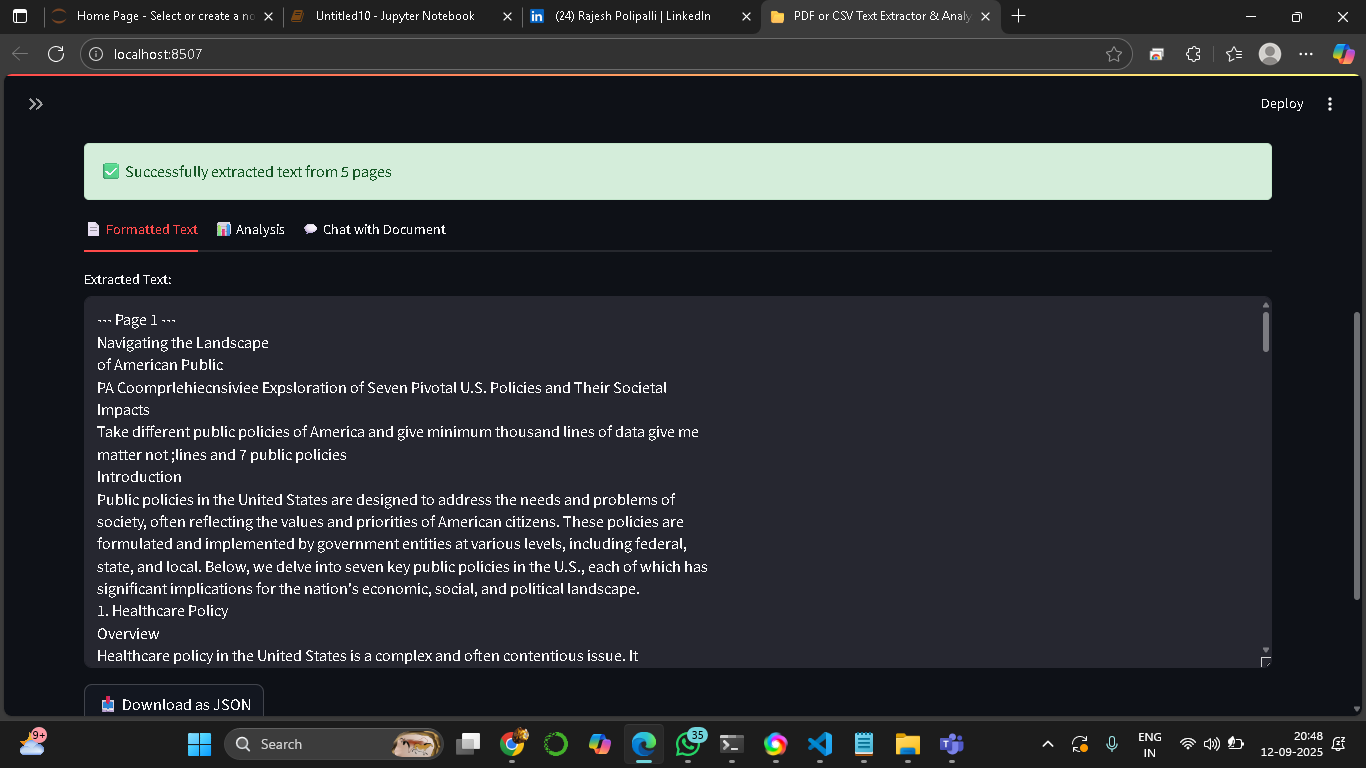 Home Page - Select or create a no
Untitled10 - Jupyter Notebook
(24) Rajesh Polipalli | LinkedIn
PDF or CSV Text Extractor & Analy
localhost:8507
Deploy
Successfully extracted text from 5 pages
Formatted Text
Analysis
Chat with Document
Extracted Text:
--- Page 1 ---
Navigating the Landscape
of American Public
PA Coomprlehiecnsiviee Expsloration of Seven Pivotal U.S. Policies and Their Societal
Impacts
Take different public policies of America and give minimum thousand lines of data give me
matter not ;lines and 7 public policies
Introduction
Public policies in the United States are designed to address the needs and problems of
society, often reflecting the values and priorities of American citizens. These policies are
formulated and implemented by government entities at various levels, including federal,
state, and local. Below, we delve into seven key public policies in the U.S., each of which has
significant implications for the nation's economic, social, and political landscape.
1. Healthcare Policy
Overview
Healthcare policy in the United States is a complex and often contentious issue. It
Download as JSON
9+
Search
35
ENG
IN
20:48
12-09-2025